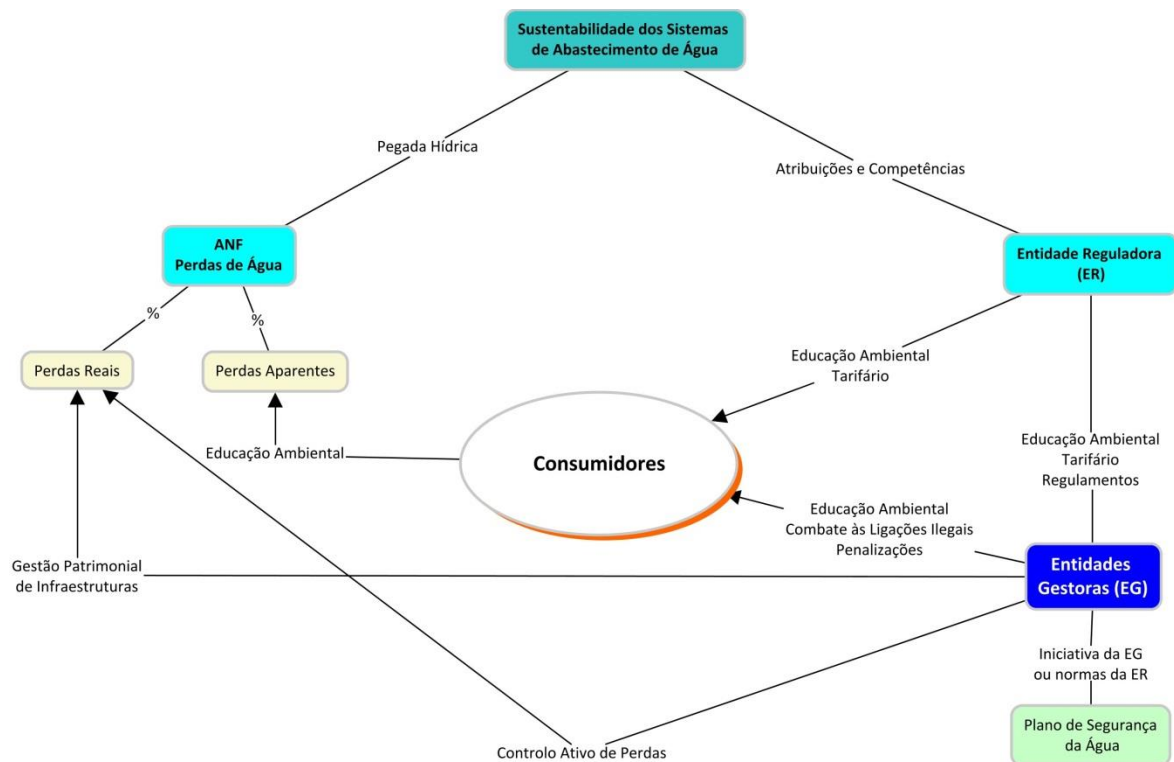 Sustentabilidade dos Sistemas
de Abastecimento de Água
Pegada Hídrica
Atribuições e Competências
ANF
Perdas de Água
Entidade Reguladora
(ER)
%
%
Perdas Reais
Perdas Aparentes
Educação Ambiental
Tarifário
Educação Ambiental
Consumidores
Educação Ambiental
Tarifário
Regulamentos
Educação Ambiental
Combate às Ligações Ilegais
Penalizações
Gestão Patrimonial
de Infraestruturas
Entidades
Gestoras (EG)
Iniciativa da EG
ou normas da ER
Plano de Segurança
da Água
Controlo Ativo de Perdas